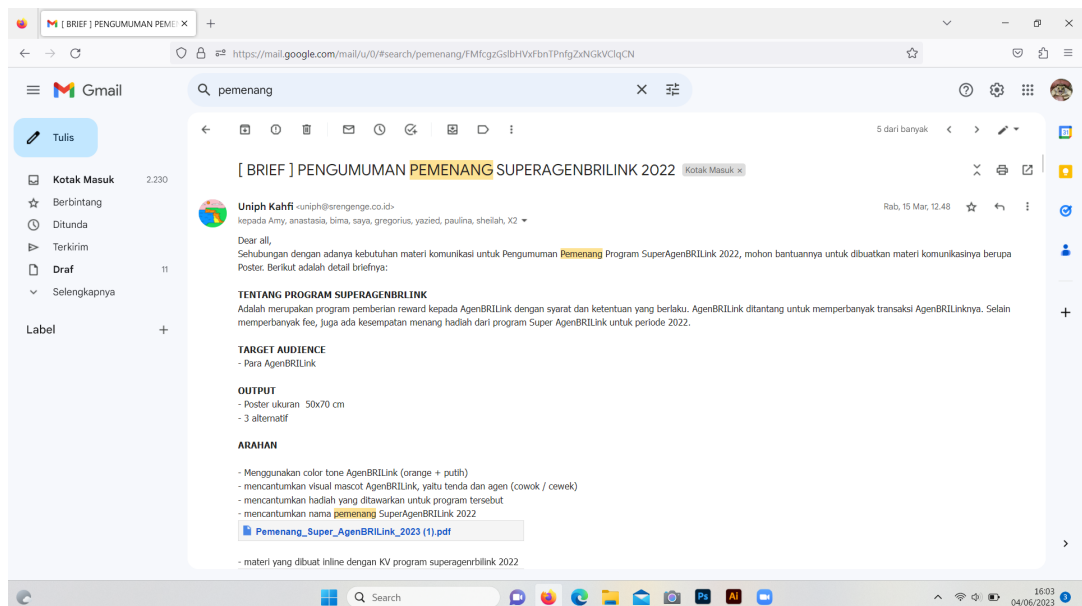 [ BRIEF ] PENGUMUMAN PEME
https://mail.google.com/mail/u/0/#search/pemenang/FMfcgzGslbHVxFbnTPnfgZxNGkVClqCN
Gmail
pemenang
Tulis
5 dari banyak
[ BRIEF ] PENGUMUMAN PEMENANG SUPERAGENBRILINK 2022 Kotak Masuk ×
Kotak Masuk 2.230
Berbintang
Ditunda
Terkirim
Draf 11
Selengkapnya
Label
Uniph Kahfi <uniph@srengenge.co.id>
Rab, 15 Mar, 12.48
kepada Amy, anastasia, bima, saya, gregorius, yazied, paulina, sheilah, X2
Dear all,
Sehubungan dengan adanya kebutuhan materi komunikasi untuk Pengumuman Pemenang Program SuperAgenBRILink 2022, mohon bantuannya untuk dibuatkan materi komunikasinya berupa
Poster. Berikut adalah detail briefnya:
TENTANG PROGRAM SUPERAGENBRLINK
Adalah merupakan program pemberian reward kepada AgenBRILink dengan syarat dan ketentuan yang berlaku. AgenBRILink ditantang untuk memperbanyak transaksi AgenBRILinknya. Selain
memperbanyak fee, juga ada kesempatan menang hadiah dari program Super AgenBRILink untuk periode 2022.
TARGET AUDIENCE
- Para AgenBRILink
OUTPUT
- Poster ukuran 50x70 cm
- 3 alternatif
ARAHAN
- Menggunakan color tone AgenBRILink (orange + putih)
- mencantumkan visual mascot AgenBRILink, yaitu tenda dan agen (cowok / cewek)
- mencantumkan hadiah yang ditawarkan untuk program tersebut
- mencantumkan nama pemenang SuperAgenBRILink 2022
Pemenang_Super_AgenBRILink_2023 (1).pdf
- materi yang dibuat inline dengan KV program superagenrbilink 2022
31
Search
Ps
Ai
16:03
04/06/2023
3